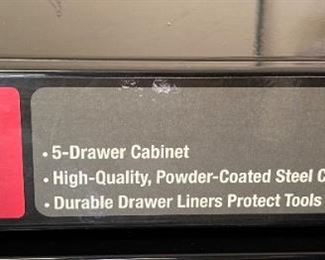 • 5-Drawer Cabinet
• High-Quality, Powder-Coated Steel C
• Durable Drawer Liners Protect Tools